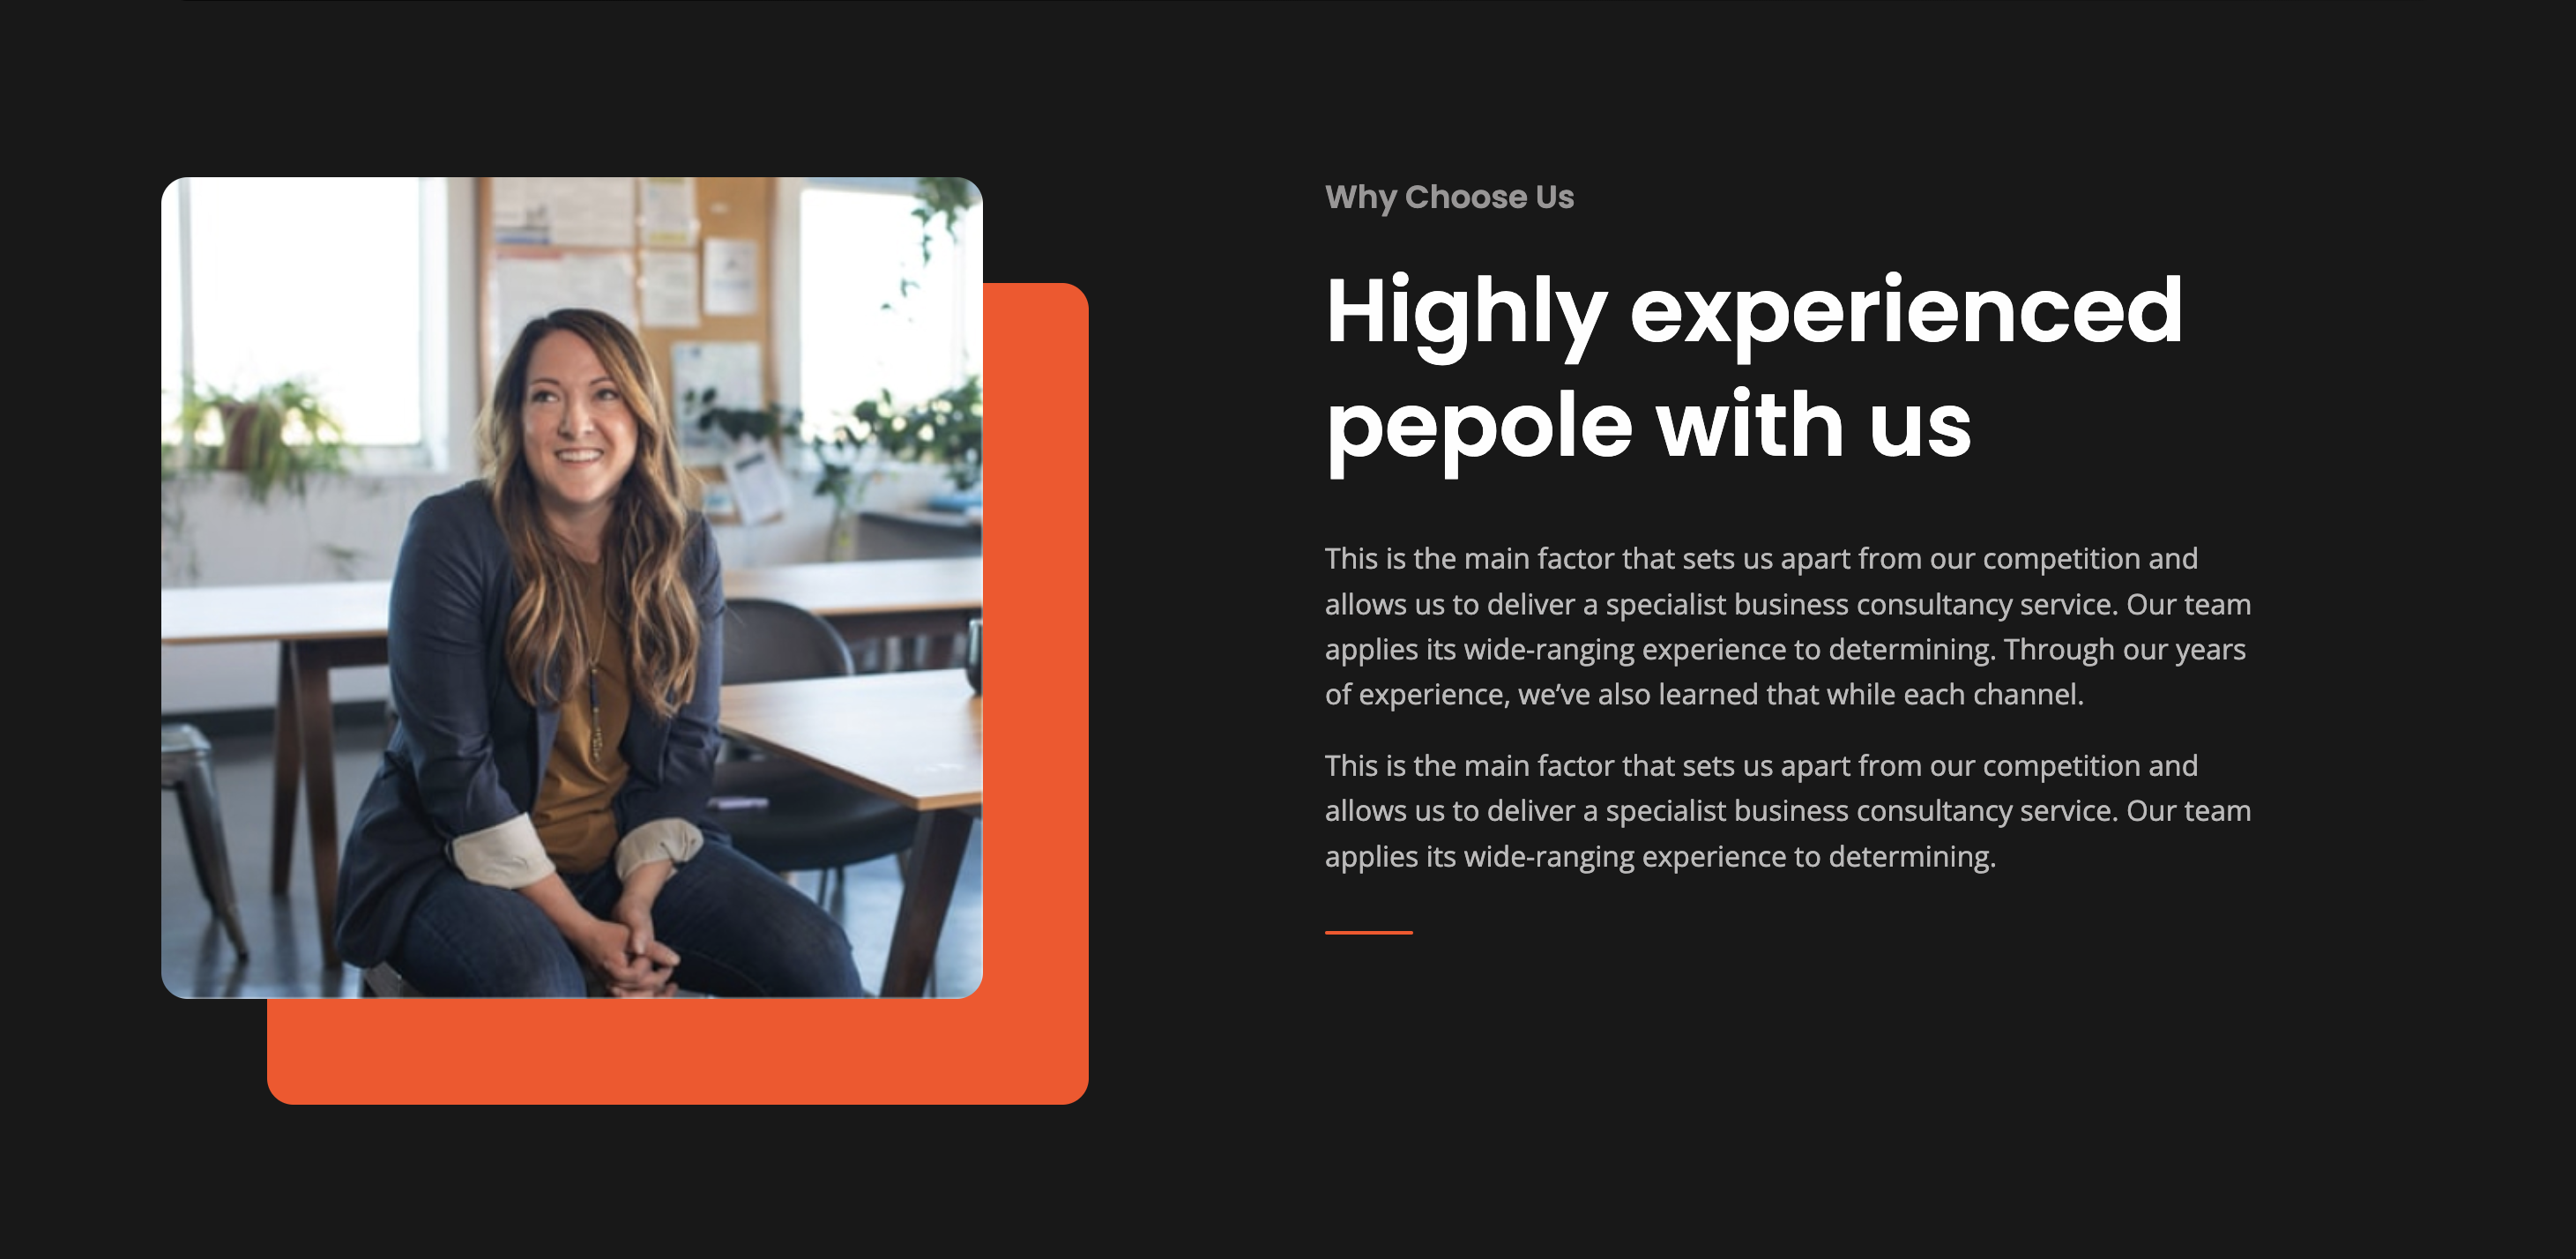 Why Choose Us
Highly experienced
pepole with us
This is the main factor that sets us apart from our competition and
allows us to deliver a specialist business consultancy service. Our team
applies its wide-ranging experience to determining. Through our years
of experience, we’ve also learned that while each channel.
This is the main factor that sets us apart from our competition and
allows us to deliver a specialist business consultancy service. Our team
applies its wide-ranging experience to determining.